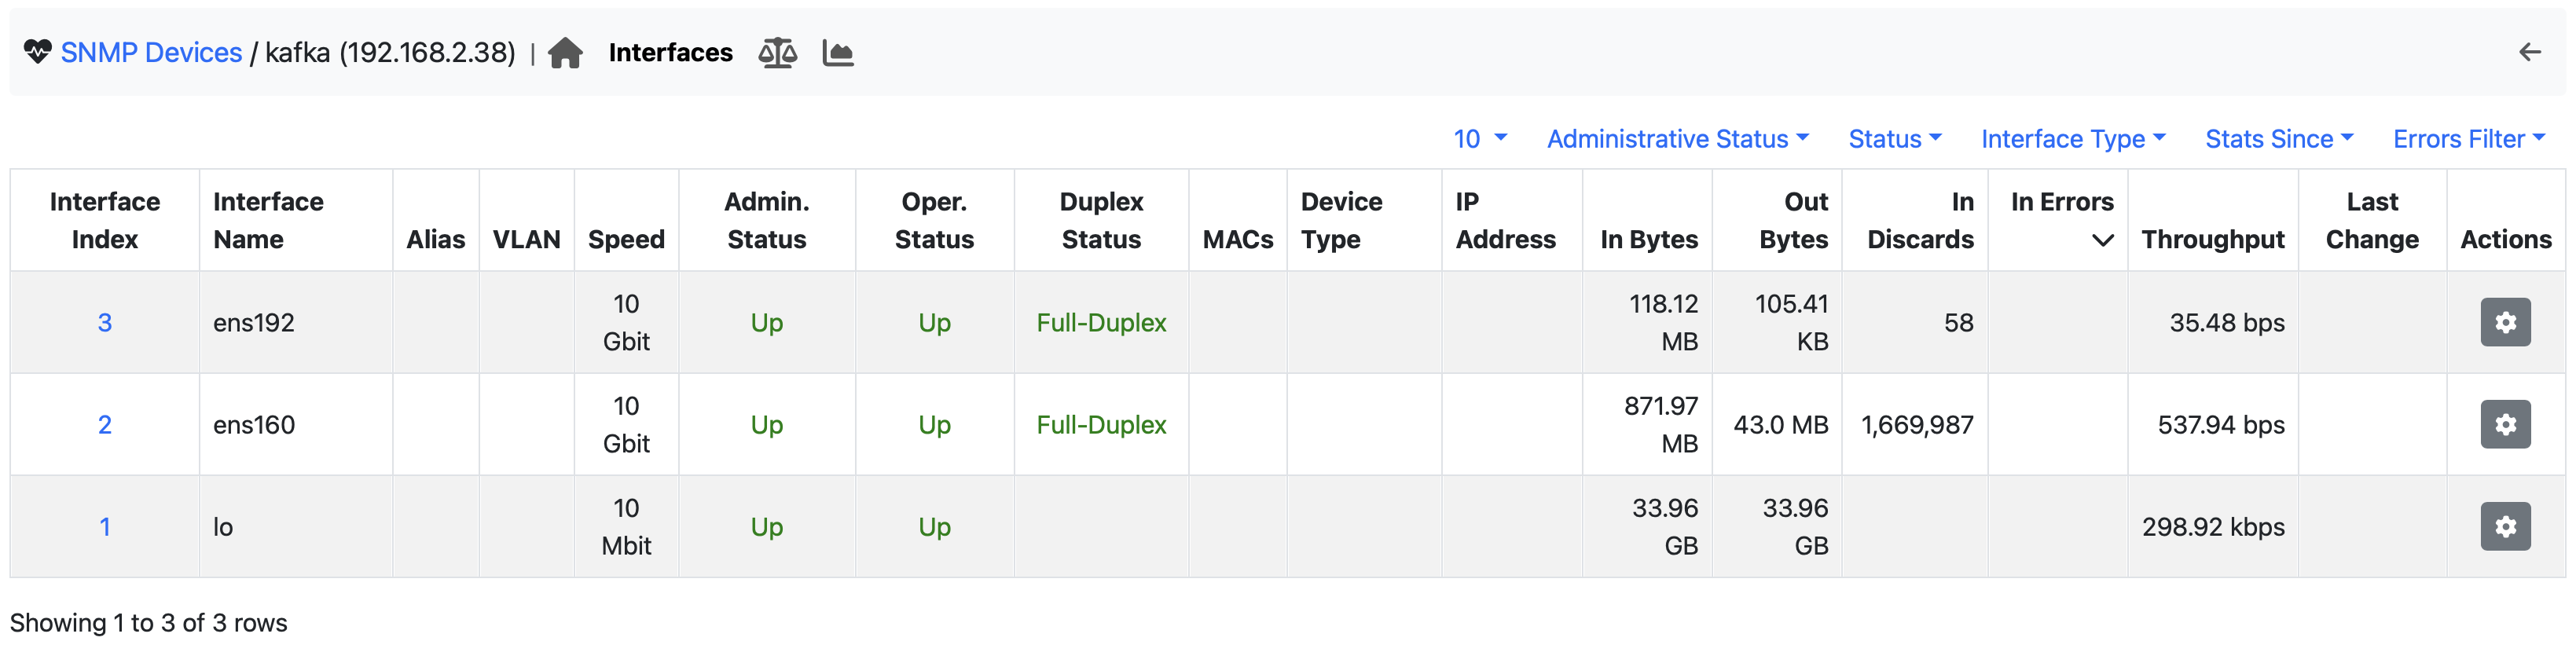 SNMP Devices / kafka (192.168.2.38) | Interfaces
10 Administrative Status Status Interface Type Stats Since Errors Filter
Interface Index Interface Name Alias VLAN Speed Admin. Status Oper. Status Duplex Status MACs Device Type IP Address In Bytes Out Bytes In Discards In Errors Throughput Last Change Actions
3 ens192 10 Gbit Up Up Full-Duplex 118.12 MB 105.41 KB 58 35.48 bps
2 ens160 10 Gbit Up Up Full-Duplex 871.97 MB 43.0 MB 1,669,987 537.94 bps
1 lo 10 Mbit Up Up 33.96 GB 33.96 GB 298.92 kbps
Showing 1 to 3 of 3 rows